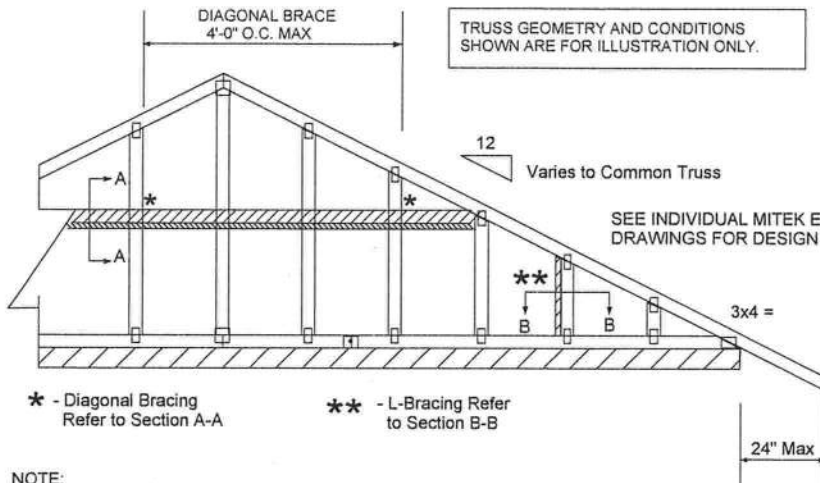 DIAGONAL BRACE
4'-0" O.C. MAX
TRUSS GEOMETRY AND CONDITIONS
SHOWN ARE FOR ILLUSTRATION ONLY.
12
Varies to Common Truss
A
*
*
SEE INDIVIDUAL MITEK E
DRAWINGS FOR DESIGN
A
**
B
B
3x4 =
* - Diagonal Bracing
Refer to Section A-A
** - L-Bracing Refer
to Section B-B
24" Max
NOTE: